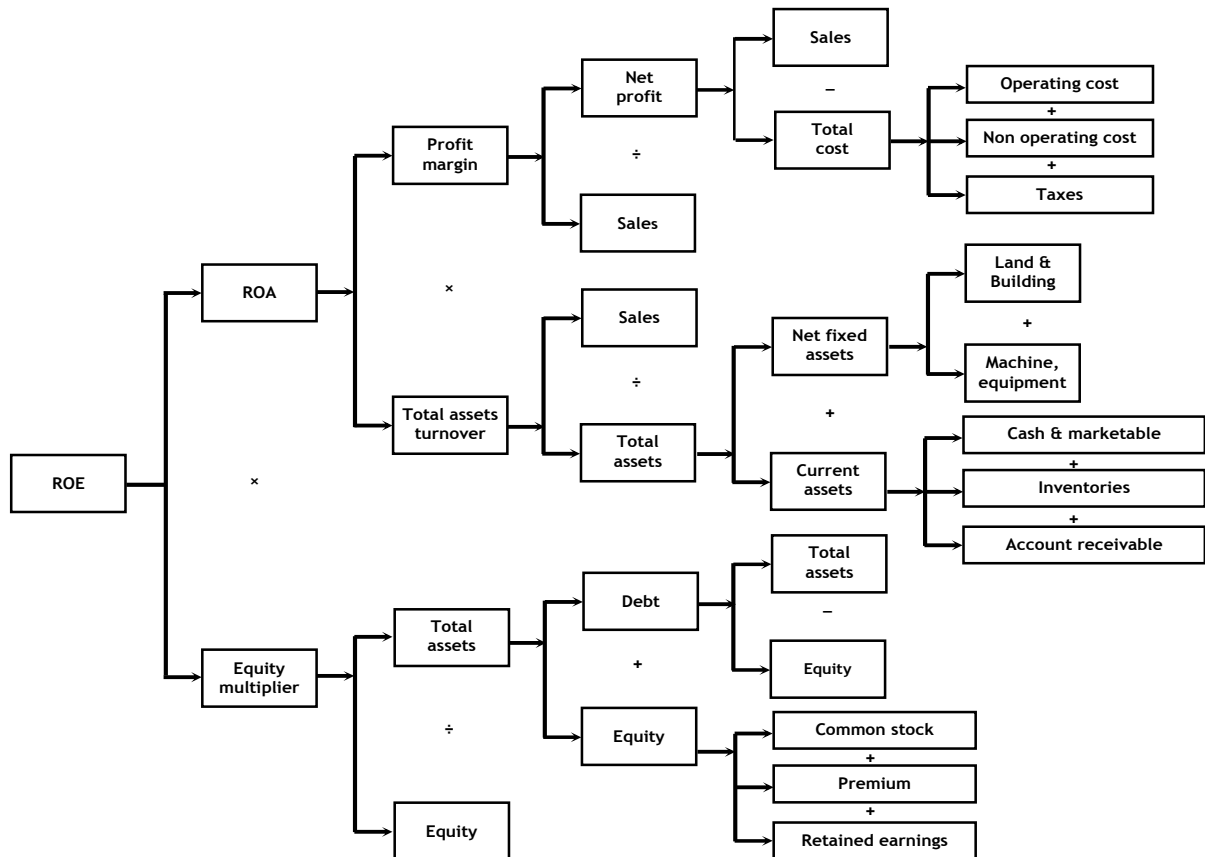 Sales
Net
profit
–
Operating cost
+
Total
cost
Non operating cost
+
Taxes
Profit
margin
÷
Sales
ROA
×
Land &
Building
Sales
Net fixed
assets
+
÷
Machine,
equipment
Total assets
turnover
+
Total
assets
Cash & marketable
+
Current
assets
Inventories
+
Account receivable
ROE
×
Total
assets
Debt
–
Total
assets
+
Equity
multiplier
Equity
÷
Equity
Common stock
+
Premium
+
Retained earnings
Equity